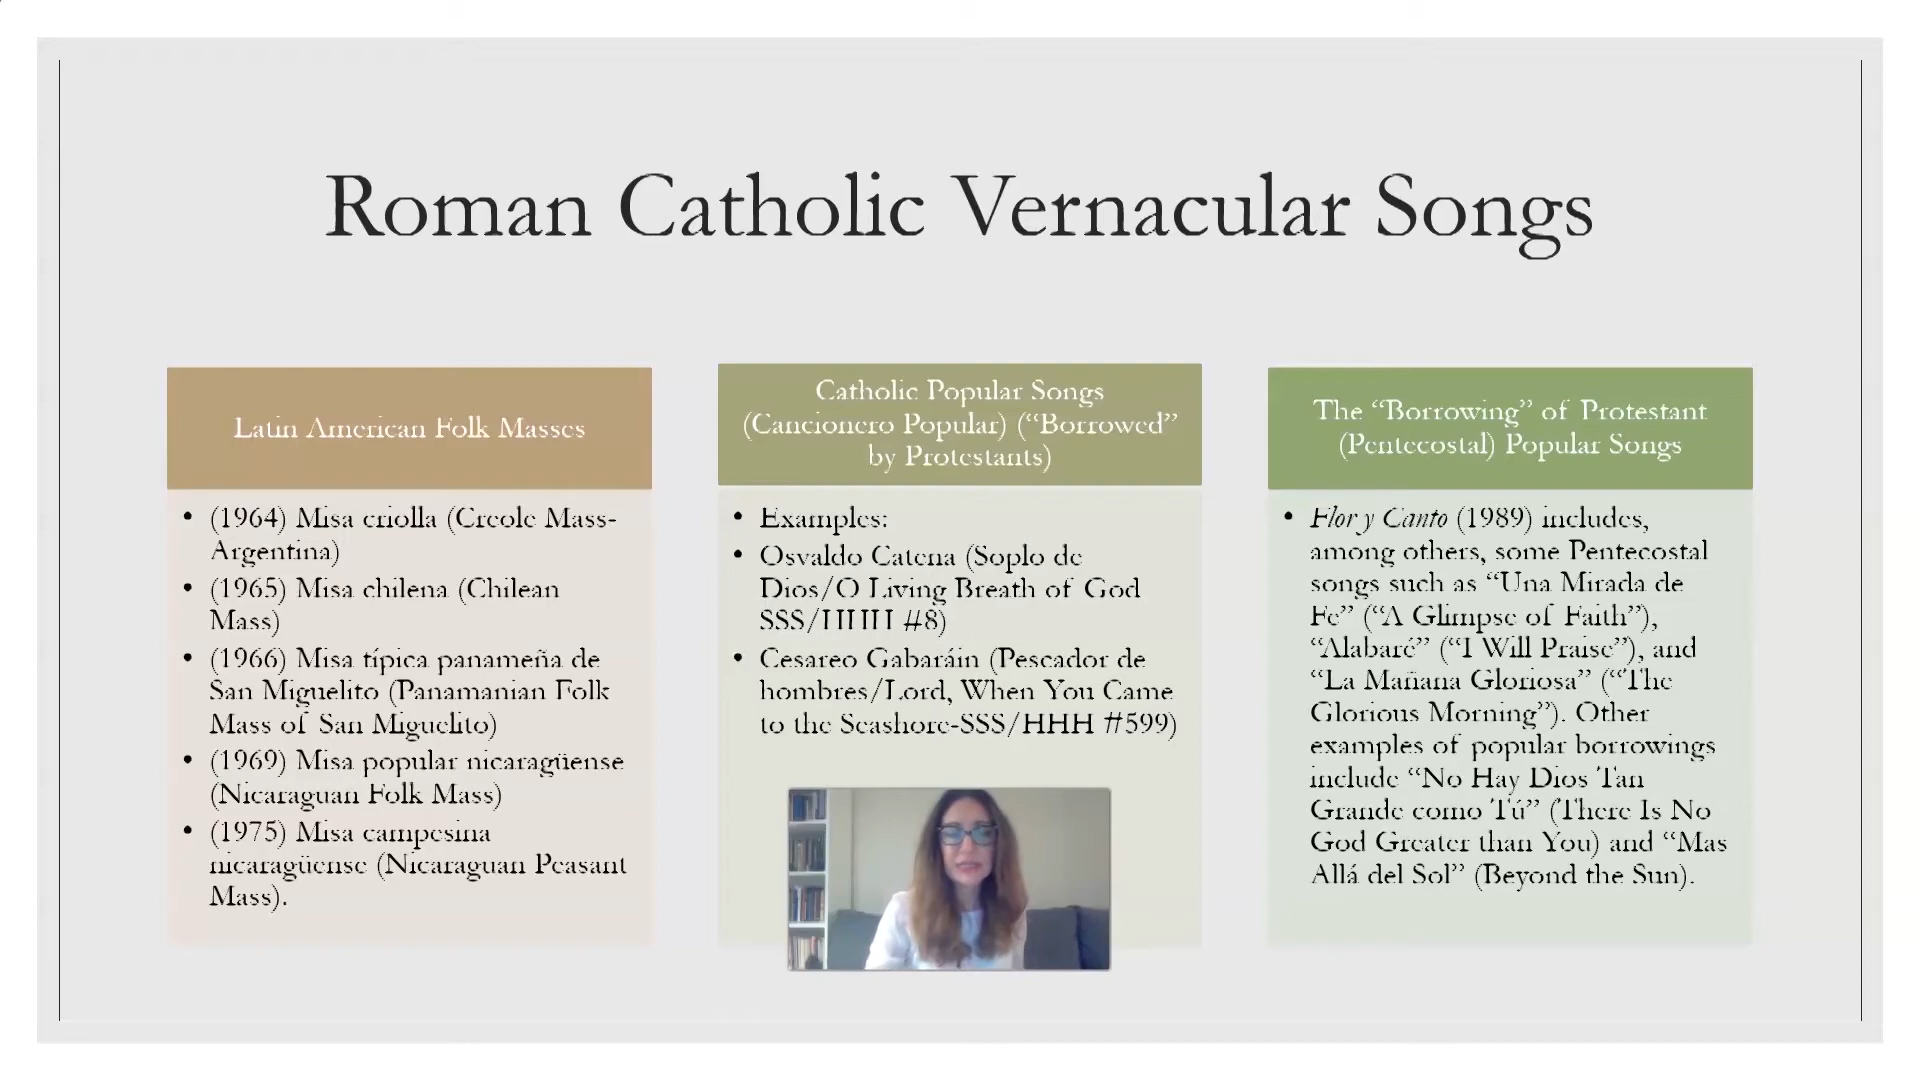 Roman Catholic Vernacular Songs
Latin American Folk Masses
• (1964) Misa criolla (Creole Mass-
Argentina)
• (1965) Misa chilena (Chilean
Mass)
• (1966) Misa típica panameña de
San Miguelito (Panamanian Folk
Mass of San Miguelito)
• (1969) Misa popular nicaragüense
(Nicaraguan Folk Mass)
• (1975) Misa campesina
nicaragüense (Nicaraguan Peasant
Mass).
Catholic Popular Songs
(Cancionero Popular) (“Borrowed”
by Protestants)
• Examples:
• Osvaldo Catena (Soplo de
Dios/O Living Breath of God
SSS/HHH #8)
• Cesareo Gabaráin (Pescador de
hombres/Lord, When You Came
to the Seashore-SSS/HHH #599)
The “Borrowing” of Protestant
(Pentecostal) Popular Songs
• Flor y Canto (1989) includes,
among others, some Pentecostal
songs such as “Una Mirada de
Fe” (“A Glimpse of Faith”),
“Alabaré” (“I Will Praise”), and
“La Mañana Gloriosa” (“The
Glorious Morning”). Other
examples of popular borrowings
include “No Hay Dios Tan
Grande como Tú” (There Is No
God Greater than You) and “Mas
Allá del Sol” (Beyond the Sun).